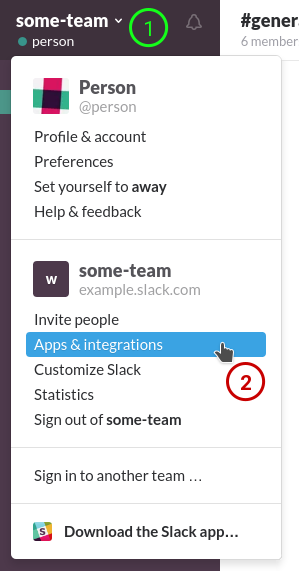 some-team
1
#gener
person
6 member
Person
@person
Profile & account
Preferences
Set yourself to away
Help & feedback
w
some-team
example.slack.com
Invite people
Apps & integrations
Customize Slack
2
Statistics
Sign out of some-team
Sign in to another team …
S
Download the Slack app…